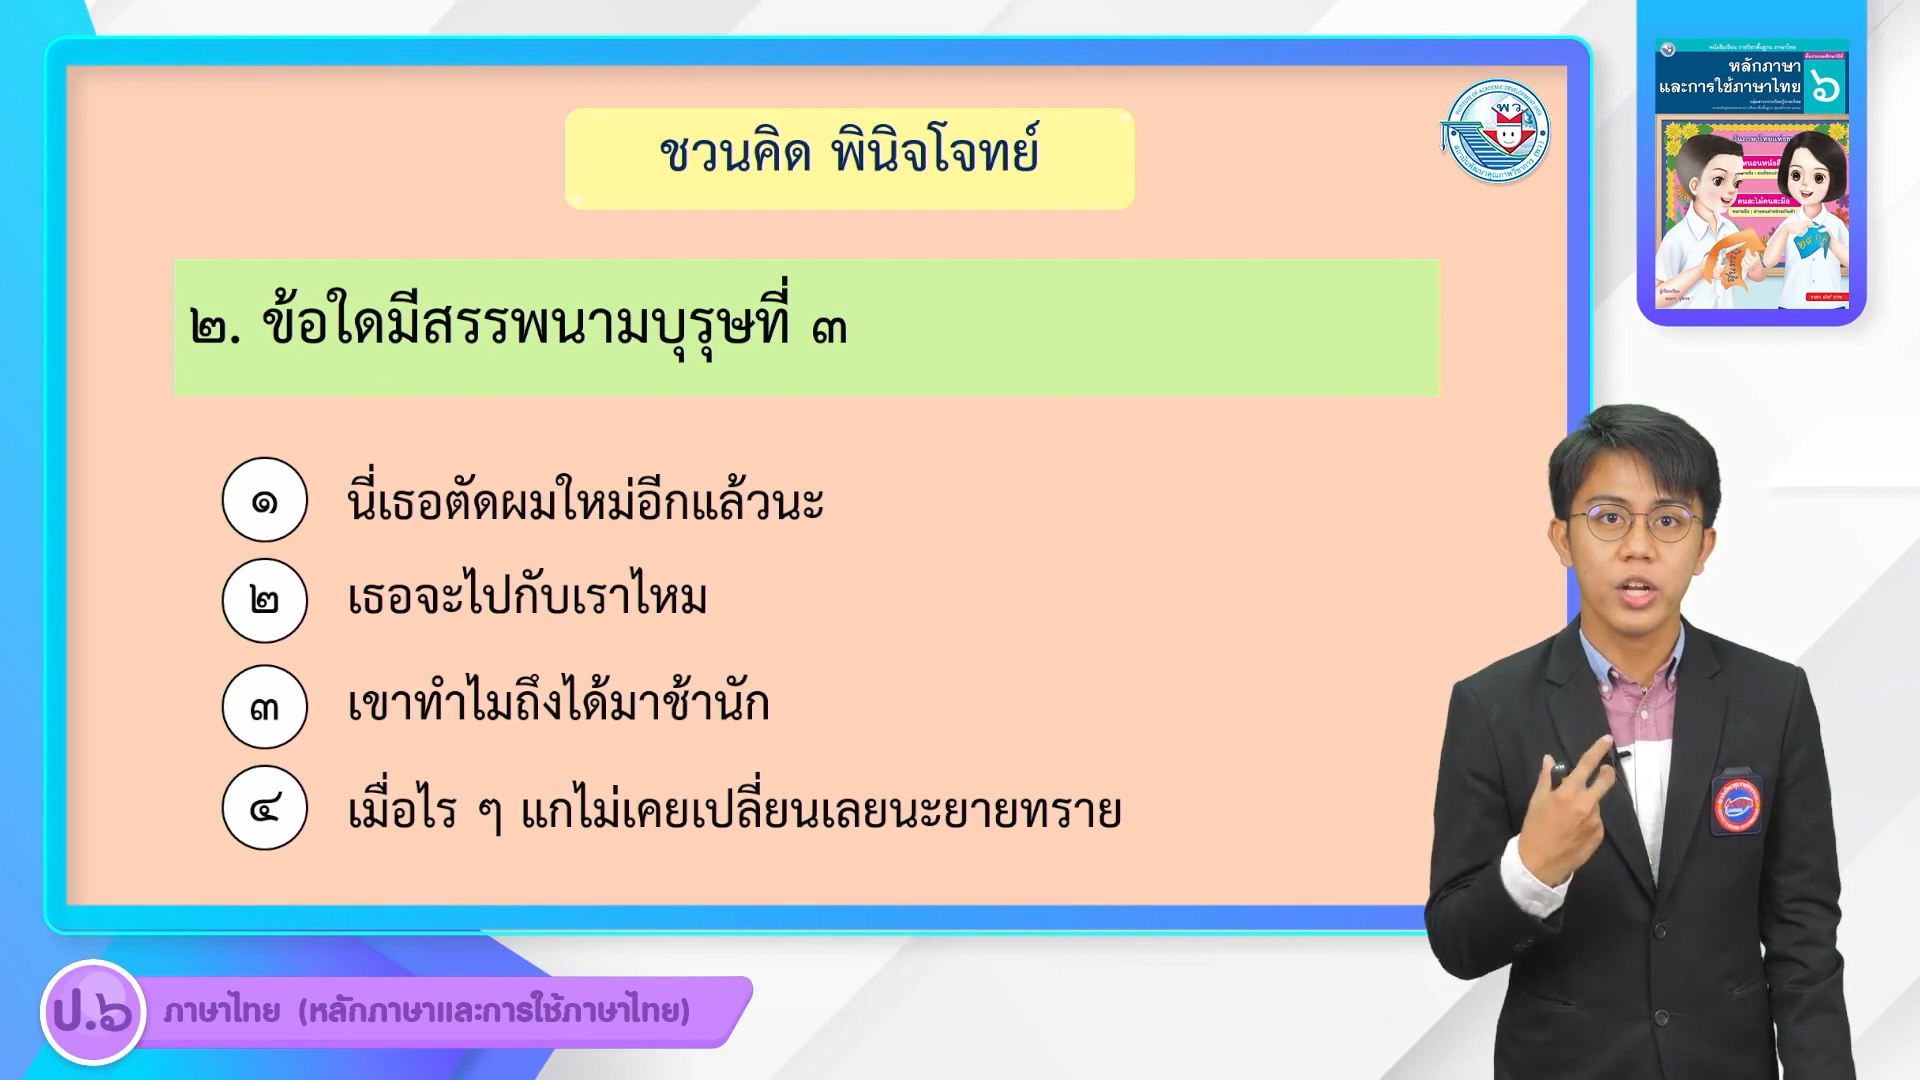 ชวนคิด พินิจโจทย์
๒. ข้อใดมีสรรพนามบุรุษที่ ๓
๑ นี่เธอตัดผมใหม่อีกแล้วนะ
๒ เธอจะไปกับเราไหม
๓ เขาทำไมถึงได้มาช้านัก
๔ เมื่อไร ๆ แกไม่เคยเปลี่ยนเลยนะยายทราย
ป.๖ ภาษาไทย (หลักภาษาและการใช้ภาษาไทย)
หลักภาษา
และการใช้ภาษาไทย
๖
พว